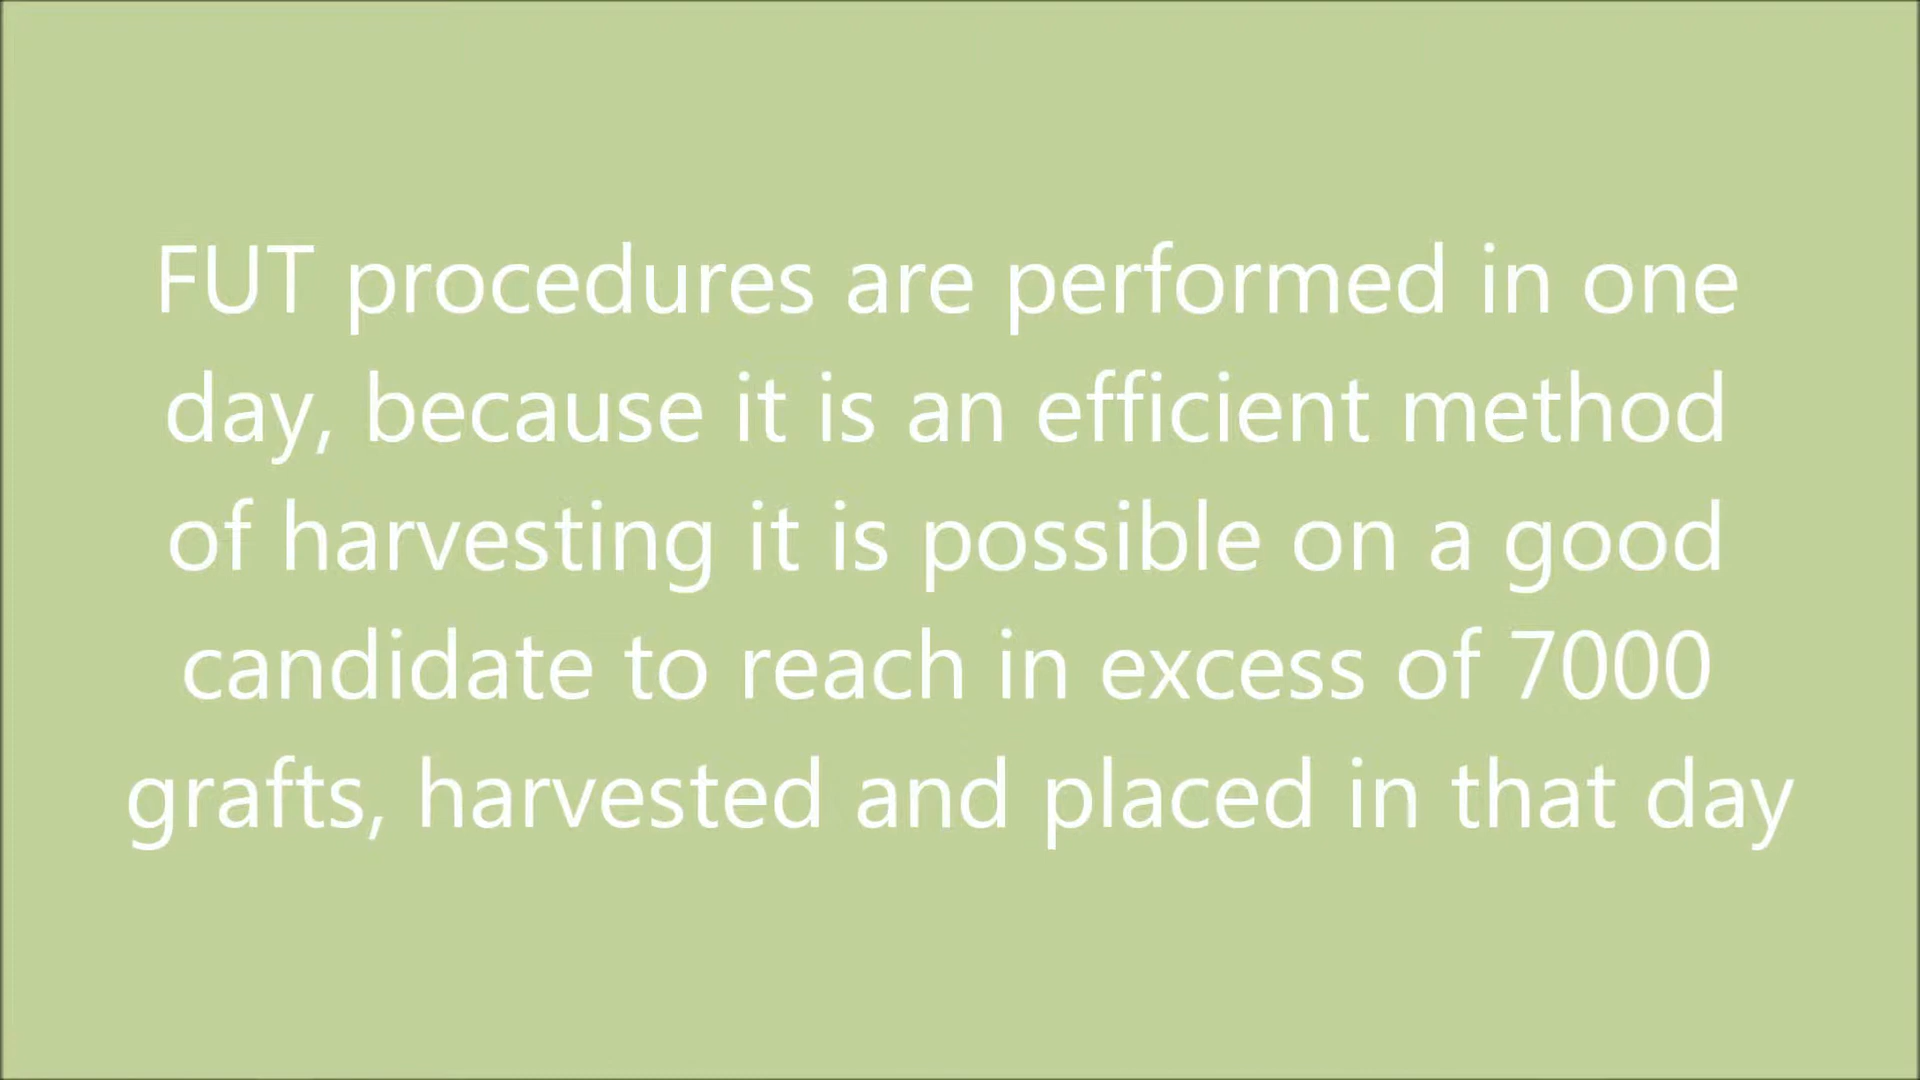 FUT procedures are performed in one
day, because it is an efficient method
of harvesting it is possible on a good
candidate to reach in excess of 7000
grafts, harvested and placed in that day